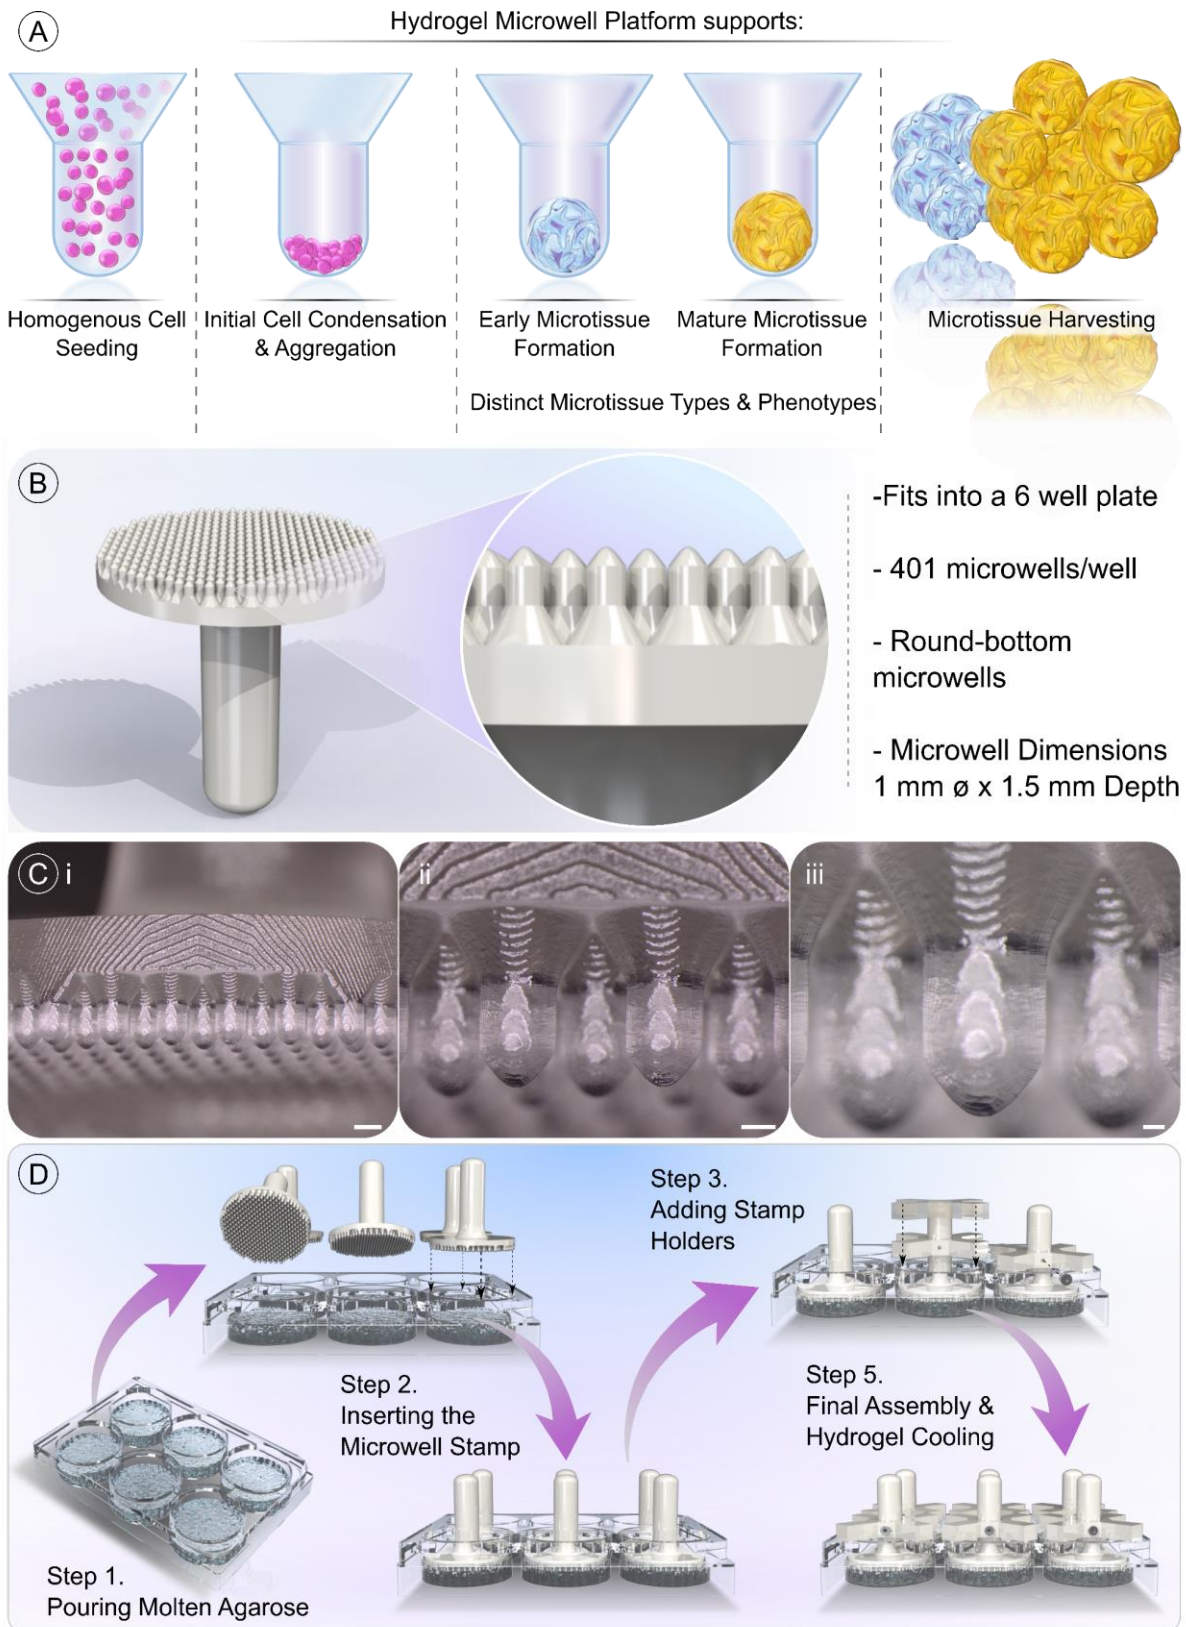 A
Hydrogel Microwell Platform supports:
Homogenous Cell
Seeding
Initial Cell Condensation
& Aggregation
Early Microtissue
Formation
Mature Microtissue
Formation
Distinct Microtissue Types & Phenotypes
Microtissue Harvesting
B
-Fits into a 6 well plate
- 401 microwells/well
- Round-bottom
microwells
- Microwell Dimensions
1 mm ø x 1.5 mm Depth
C
i
ii
iii
D
Step 1.
Pouring Molten Agarose
Step 2.
Inserting the
Microwell Stamp
Step 3.
Adding Stamp
Holders
Step 5.
Final Assembly &
Hydrogel Cooling